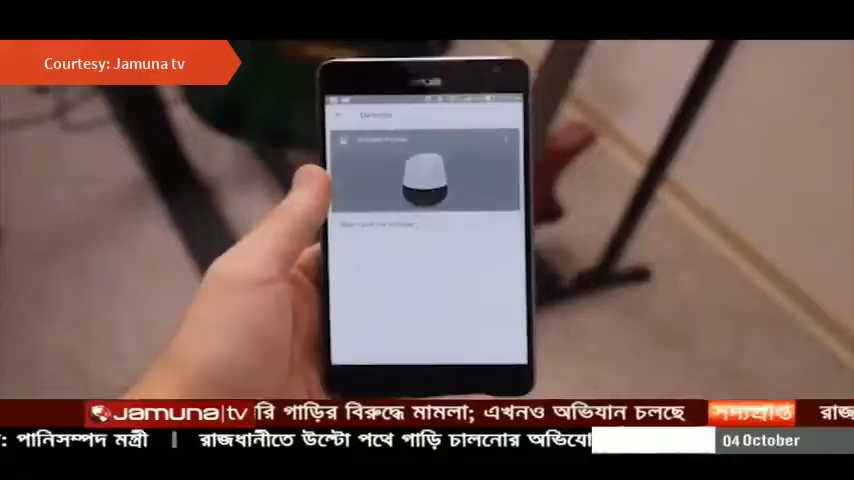 Courtesy: Jamuna tv
Jamuna|tv রি গাড়ির বিরুদ্ধে মামলা; এখনও অভিযান চলছে সদ্যপ্রাপ্ত রাজ
: পানিসম্পদ মন্ত্রী | রাজধানীতে উল্টো পথে গাড়ি চালনোর অভিযো 04 October